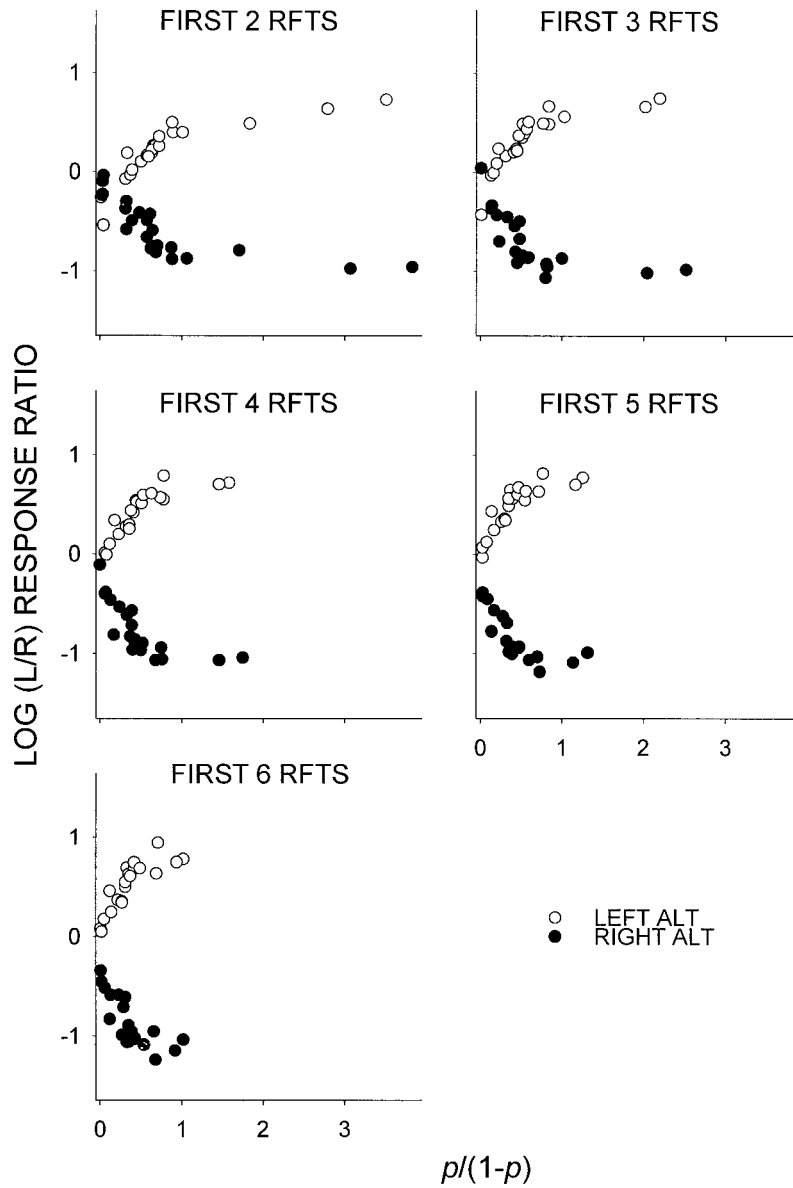 FIRST 2 RFTS
FIRST 3 RFTS
1
0
-1
1
0
-1
FIRST 4 RFTS
FIRST 5 RFTS
1
0
-1
1
0
-1
0
1
2
3
FIRST 6 RFTS
1
0
-1
0
1
2
3
LEFT ALT
RIGHT ALT
LOG (L/R) RESPONSE RATIO
p/(1-p)